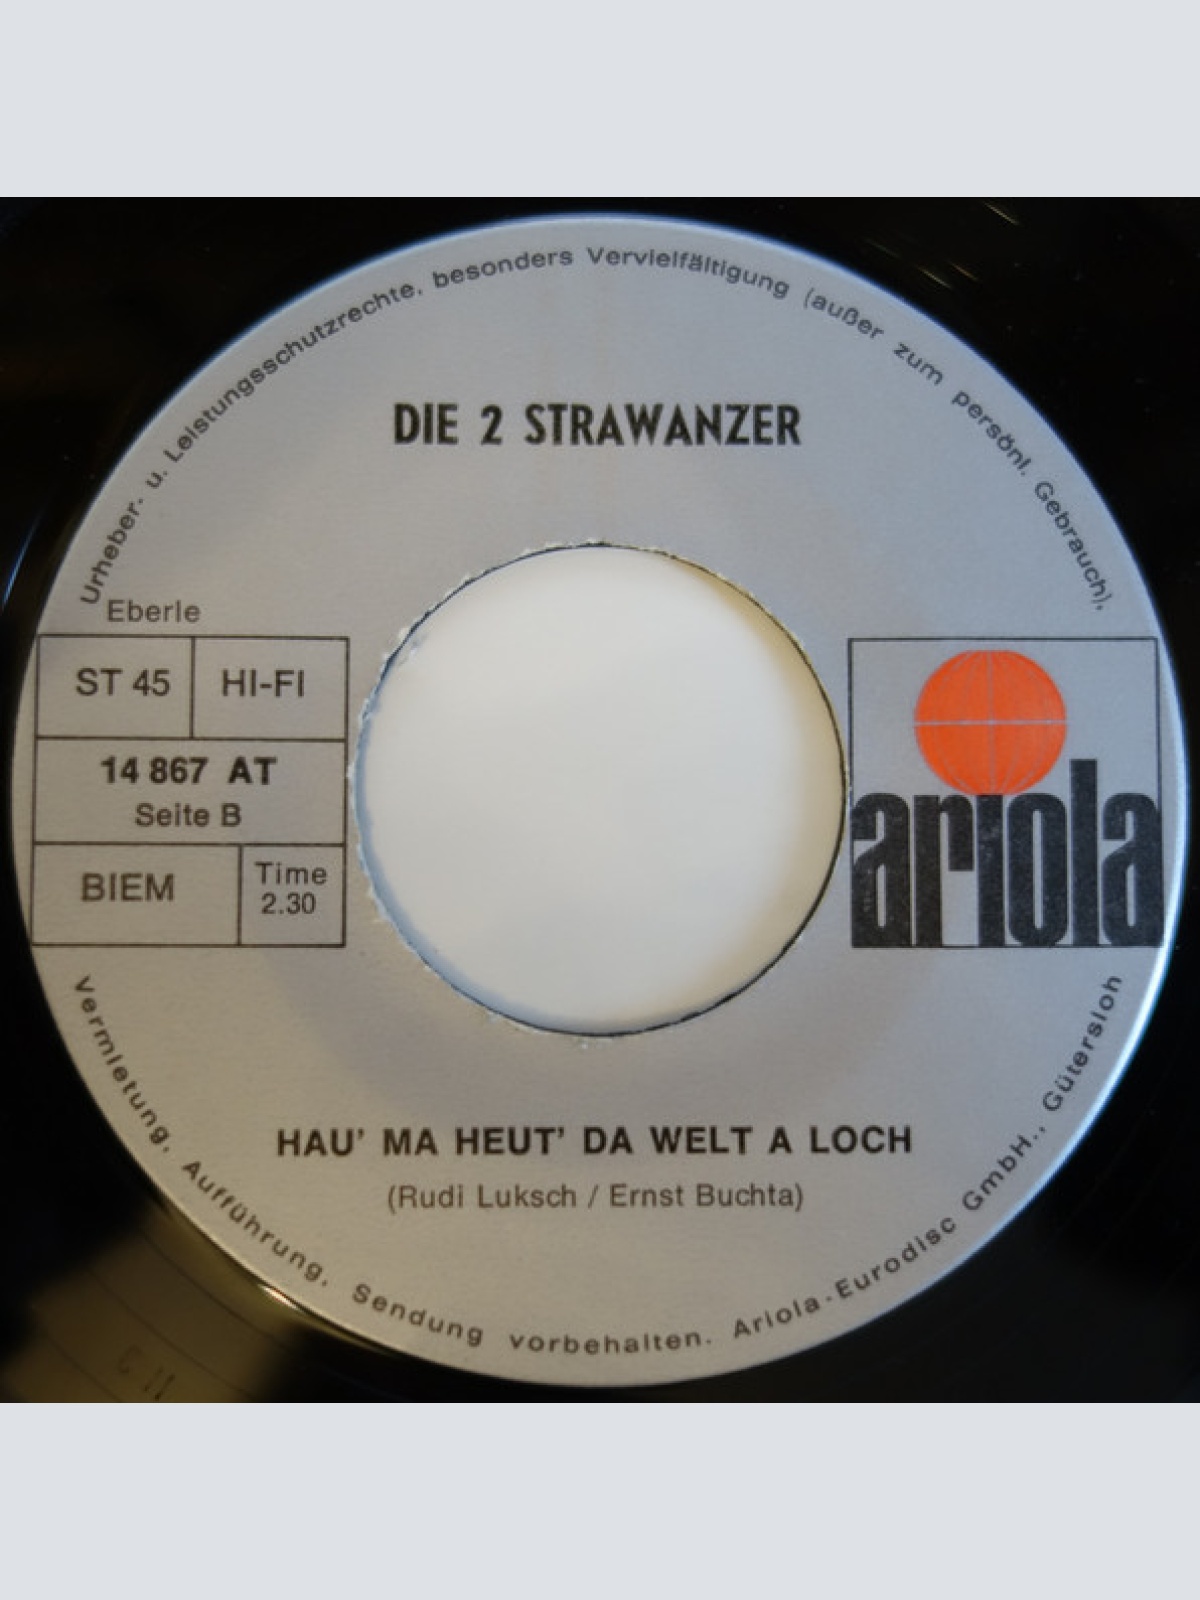 Urheber- u. Leistungsschutzrechte, besonders Vervielfältigung (außer zum persönl. Gebrauch),
DIE 2 STRAWANZER
Eberle
ST 45 HI-FI
14 867 AT
Seite B
BIEM
Time
2.30
ariola
HAU' MA HEUT' DA WELT A LOCH
(Rudi Luksch / Ernst Buchta)
Vermietung, Aufführung, Sendung vorbehalten. Ariola-Eurodisc GmbH., Gütersloh